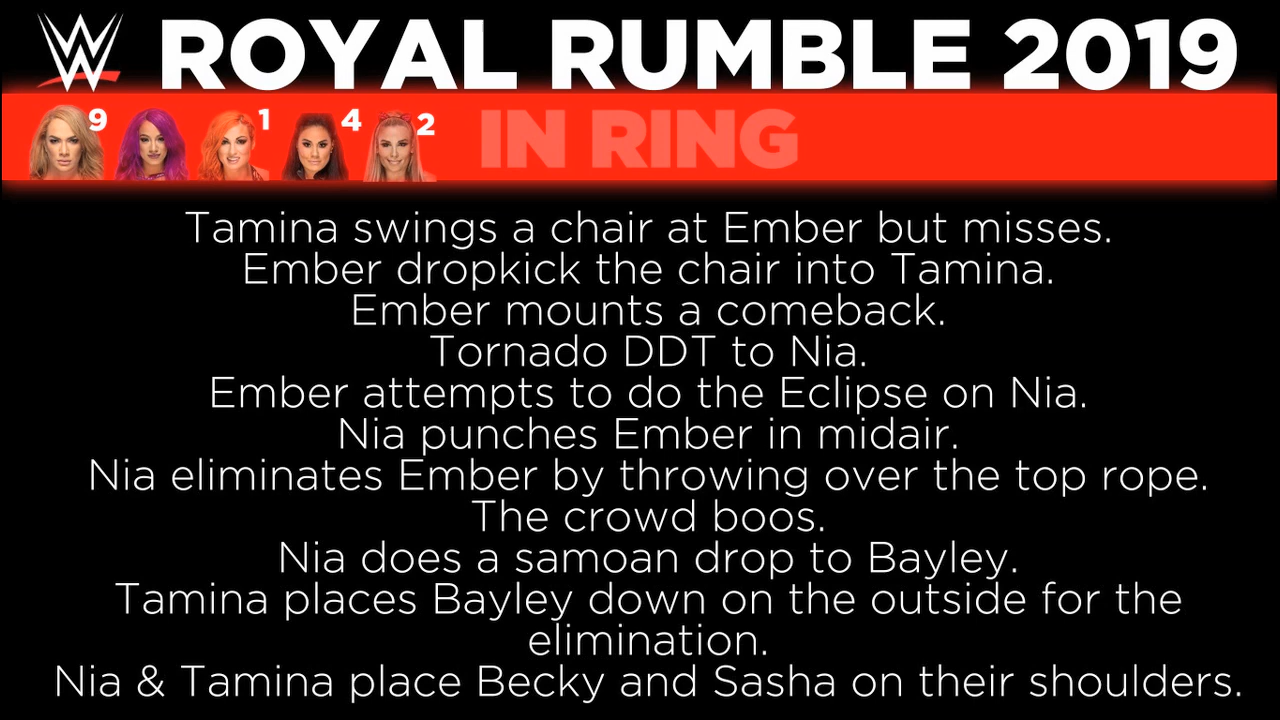 W ROYAL RUMBLE 2019
9 1 4 2 IN RING
Tamina swings a chair at Ember but misses.
Ember dropkick the chair into Tamina.
Ember mounts a comeback.
Tornado DDT to Nia.
Ember attempts to do the Eclipse on Nia.
Nia punches Ember in midair.
Nia eliminates Ember by throwing over the top rope.
The crowd boos.
Nia does a samoan drop to Bayley.
Tamina places Bayley down on the outside for the
elimination.
Nia & Tamina place Becky and Sasha on their shoulders.